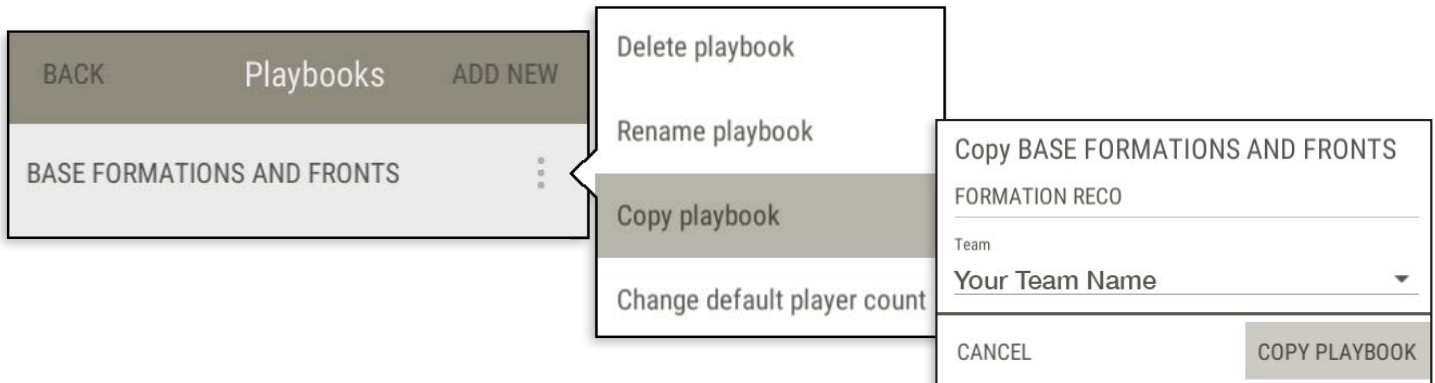 BACK Playbooks ADD NEW
BASE FORMATIONS AND FRONTS
Delete playbook
Rename playbook
Copy playbook
Change default player count
Copy BASE FORMATIONS AND FRONTS
FORMATION RECO
Team
Your Team Name
CANCEL COPY PLAYBOOK